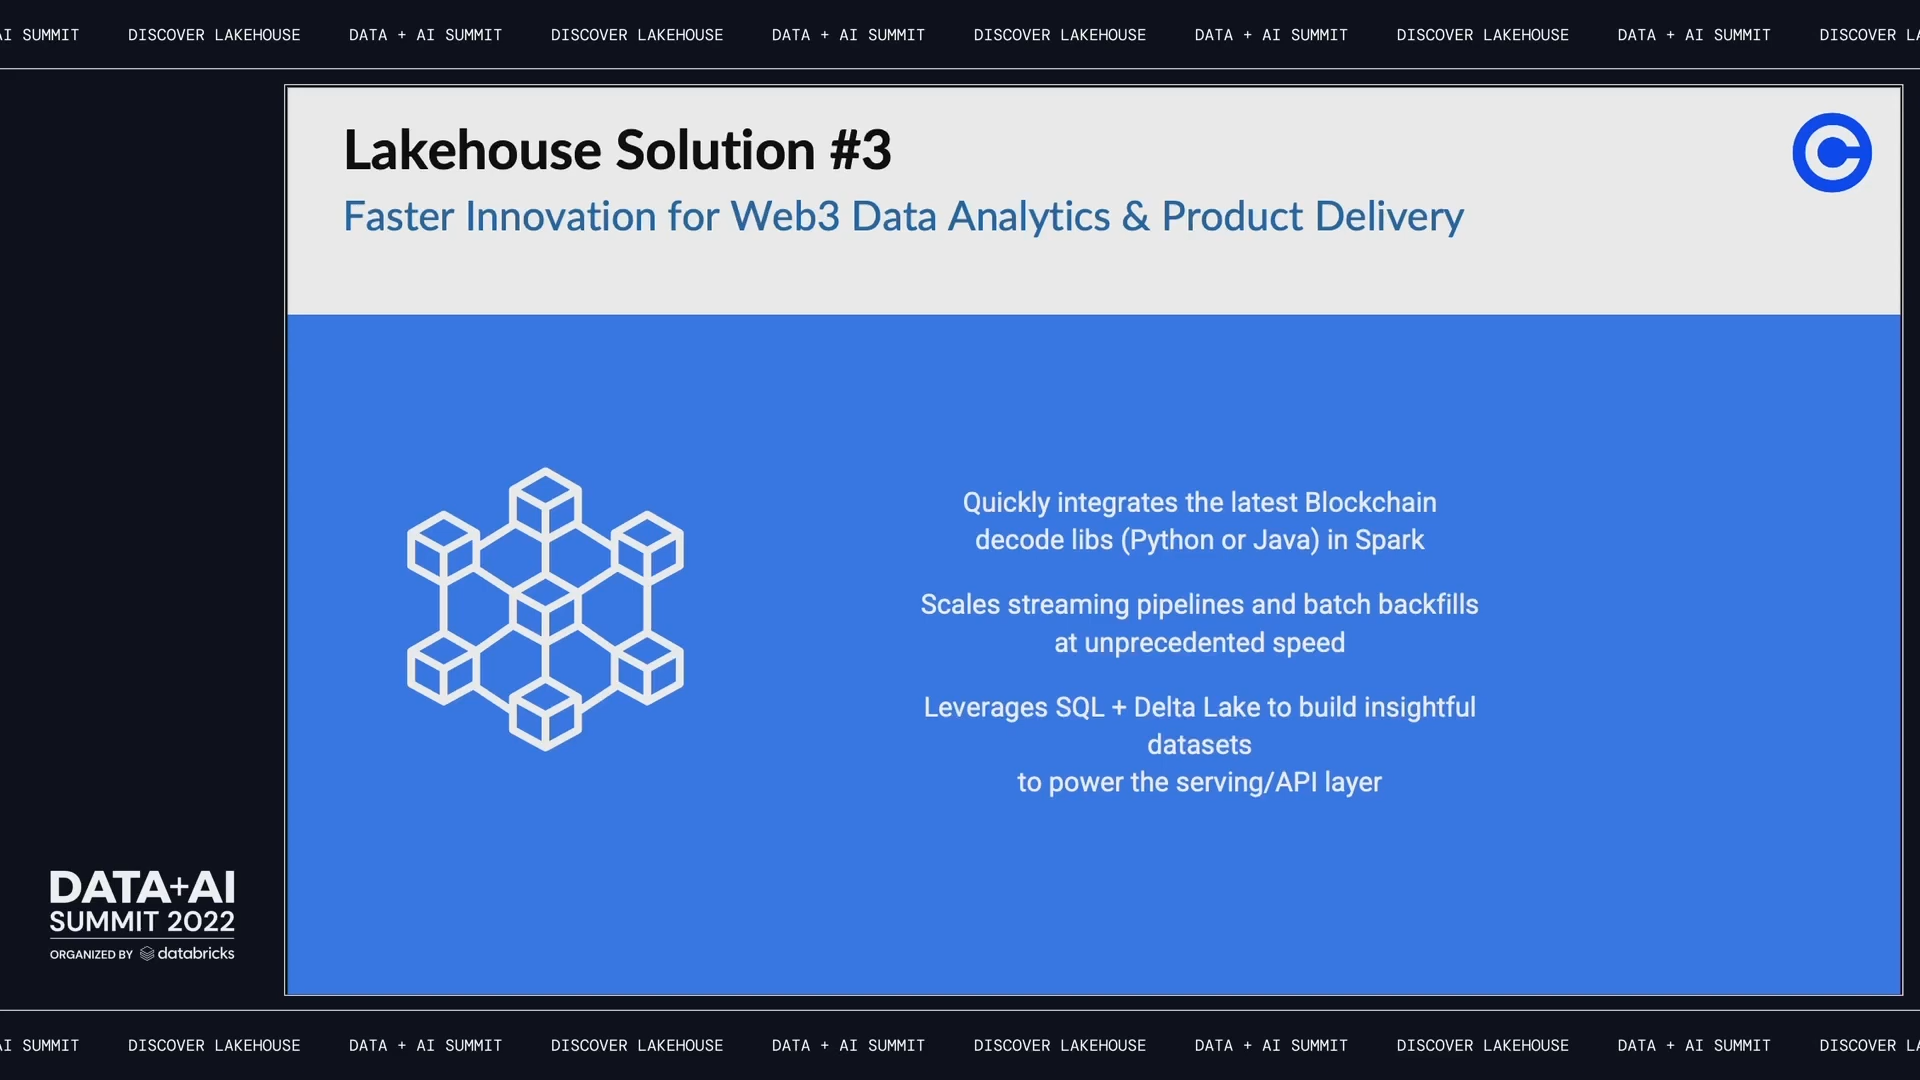 AI SUMMIT DISCOVER LAKEHOUSE DATA + AI SUMMIT DISCOVER LAKEHOUSE DATA + AI SUMMIT DISCOVER LAKEHOUSE DATA + AI SUMMIT DISCOVER LAKEHOUSE DATA + AI SUMMIT DISCOVER LA
Lakehouse Solution #3
Faster Innovation for Web3 Data Analytics & Product Delivery
Quickly integrates the latest Blockchain
decode libs (Python or Java) in Spark
Scales streaming pipelines and batch backfills
at unprecedented speed
Leverages SQL + Delta Lake to build insightful
datasets
to power the serving/API layer
DATA+AI
SUMMIT 2022
ORGANIZED BY databricks
AI SUMMIT DISCOVER LAKEHOUSE DATA + AI SUMMIT DISCOVER LAKEHOUSE DATA + AI SUMMIT DISCOVER LAKEHOUSE DATA + AI SUMMIT DISCOVER LAKEHOUSE DATA + AI SUMMIT DISCOVER LA